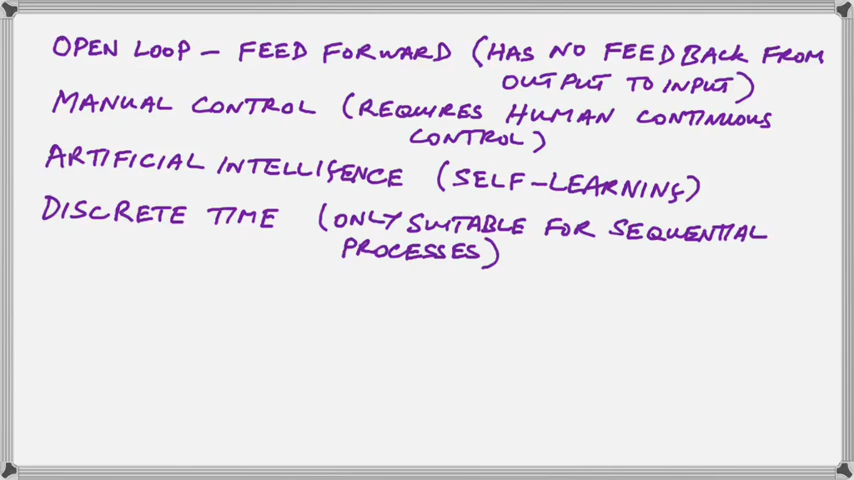 OPEN LOOP - FEED FORWARD (HAS NO FEEDBACK FROM
OUTPUT TO INPUT)
MANUAL CONTROL (REQUIRES HUMAN CONTINUOUS
CONTROL)
ARTIFICIAL INTELLIGENCE (SELF-LEARNING)
DISCRETE TIME (ONLY SUITABLE FOR SEQUENTIAL
PROCESSES)